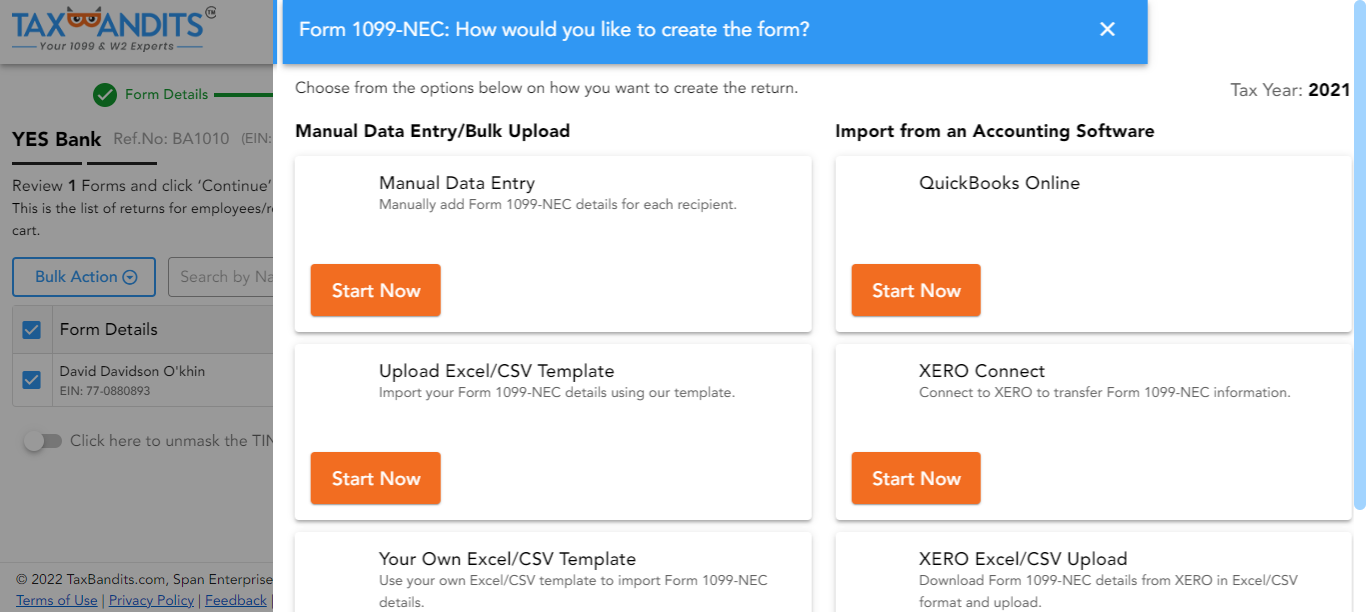 TAXBANDITS
Your 1099 & W2 Experts
Form Details
YES Bank Ref.No: BA1010 (EIN:
Review 1 Forms and click ‘Continue’
This is the list of returns for employees/r
cart.
Bulk Action
Search by Na
Form Details
David Davidson O'khin
EIN: 77-0880893
Click here to unmask the TIN
© 2022 TaxBandits.com, Span Enterprise
Terms of Use | Privacy Policy | Feedback |
Form 1099-NEC: How would you like to create the form?
Choose from the options below on how you want to create the return.
Tax Year: 2021
Manual Data Entry/Bulk Upload
Manual Data Entry
Manually add Form 1099-NEC details for each recipient.
Start Now
Upload Excel/CSV Template
Import your Form 1099-NEC details using our template.
Start Now
Your Own Excel/CSV Template
Use your own Excel/CSV template to import Form 1099-NEC
details.
Import from an Accounting Software
QuickBooks Online
Start Now
XERO Connect
Connect to XERO to transfer Form 1099-NEC information.
Start Now
XERO Excel/CSV Upload
Download Form 1099-NEC details from XERO in Excel/CSV
format and upload.